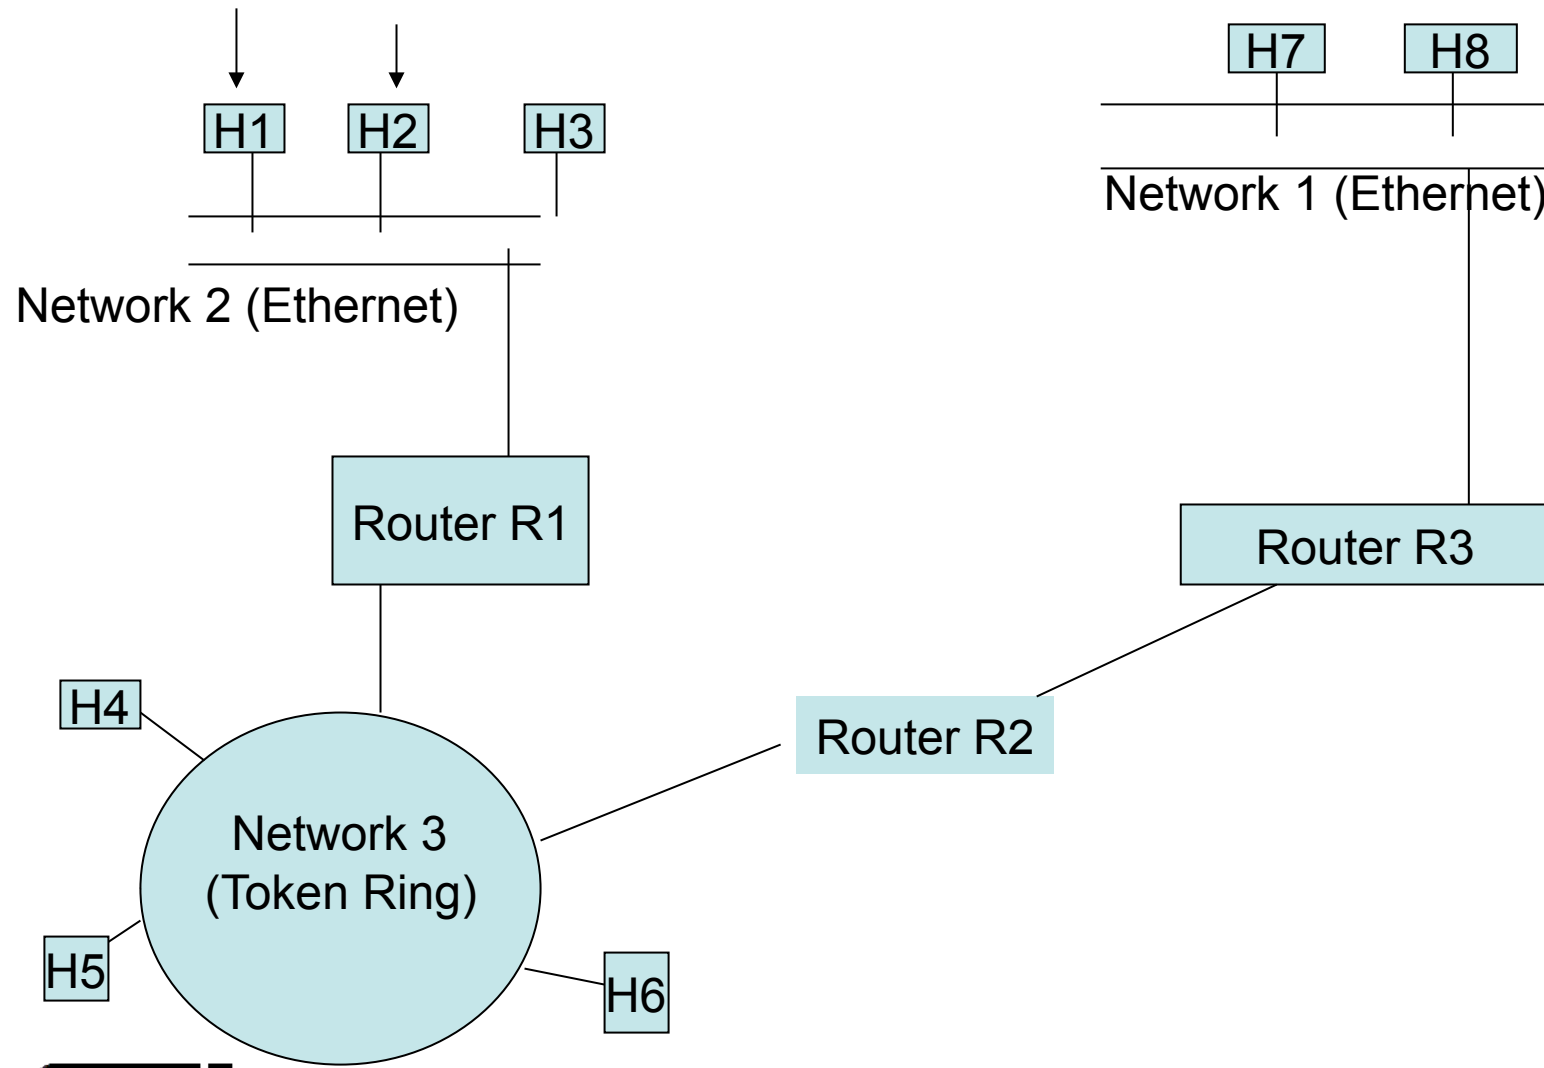 H7
H8
H1
H2
H3
Network 1 (Ethernet)
Network 2 (Ethernet)
Router R1
Router R3
H4
Router R2
Network 3
(Token Ring)
H5
H6